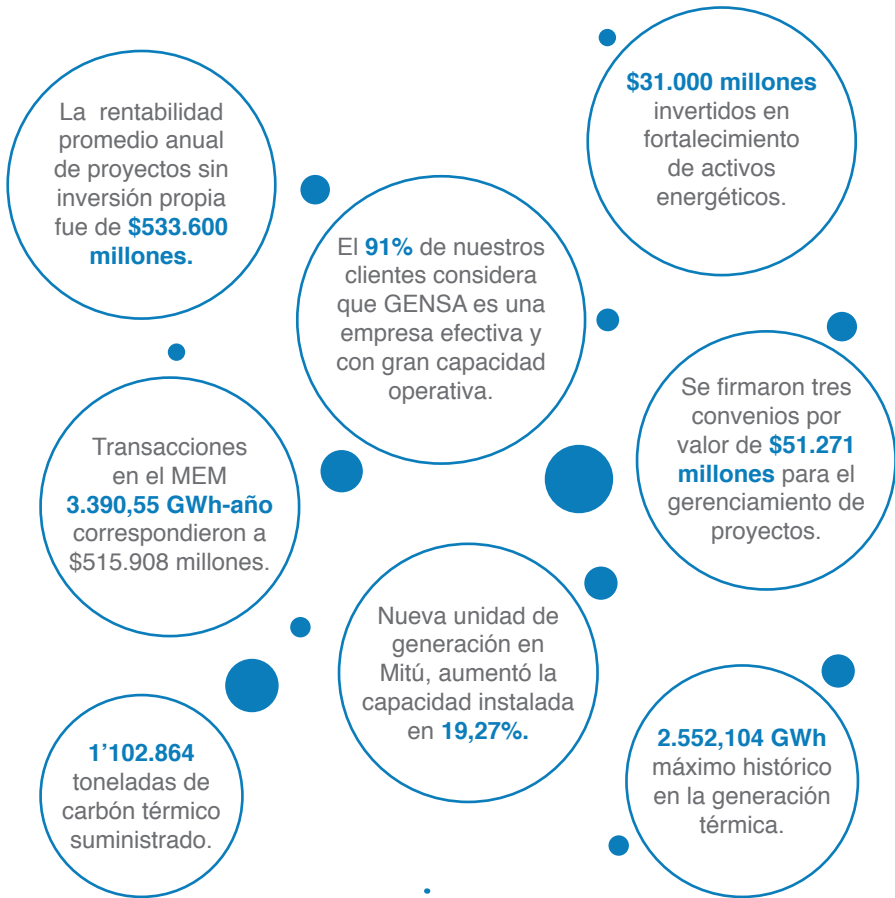 La rentabilidad
promedio anual
de proyectos sin
inversión propia
fue de $533.600
millones.
$31.000 millones
invertidos en
fortalecimiento
de activos
energéticos.
El 91% de nuestros
clientes considera
que GENSA es una
empresa efectiva y
con gran capacidad
operativa.
Se firmaron tres
convenios por
valor de $51.271
millones para el
gerenciamiento de
proyectos.
Transacciones
en el MEM
3.390,55 GWh-año
correspondieron a
$515.908 millones.
Nueva unidad de
generación en
Mitú, aumentó la
capacidad instalada
en 19,27%.
1’102.864
toneladas de
carbón térmico
suministrado.
2.552,104 GWh
máximo histórico
en la generación
térmica.